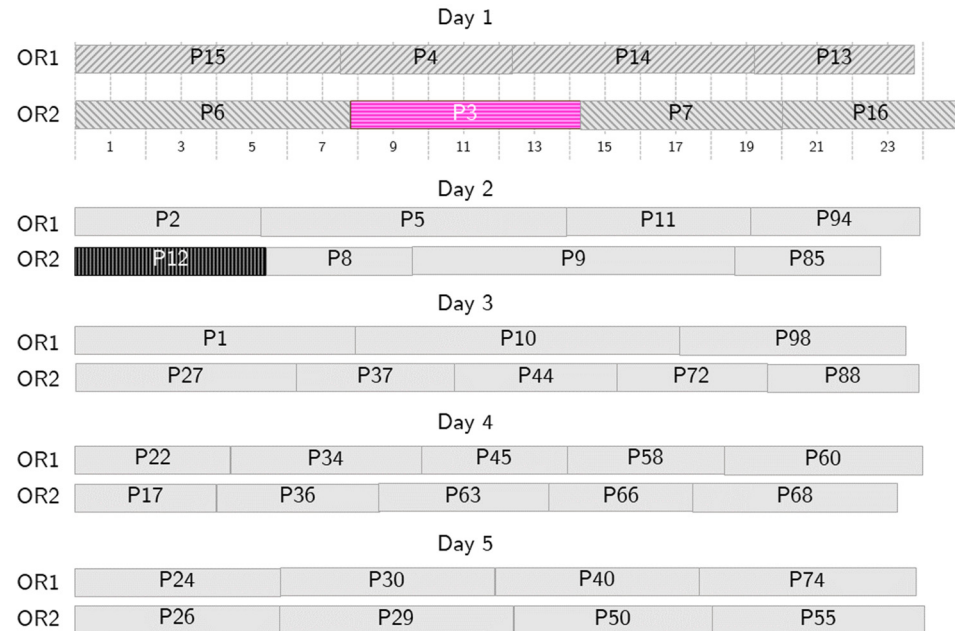 Day 1
OR1 P15 P4 P14 P13
OR2 P6 P3 P7 P16
1 3 5 7 9 11 13 15 17 19 21 23
Day 2
OR1 P2 P5 P11 P94
OR2 P12 P8 P9 P85
Day 3
OR1 P1 P10 P98
OR2 P27 P37 P44 P72 P88
Day 4
OR1 P22 P34 P45 P58 P60
OR2 P17 P36 P63 P66 P68
Day 5
OR1 P24 P30 P40 P74
OR2 P26 P29 P50 P55